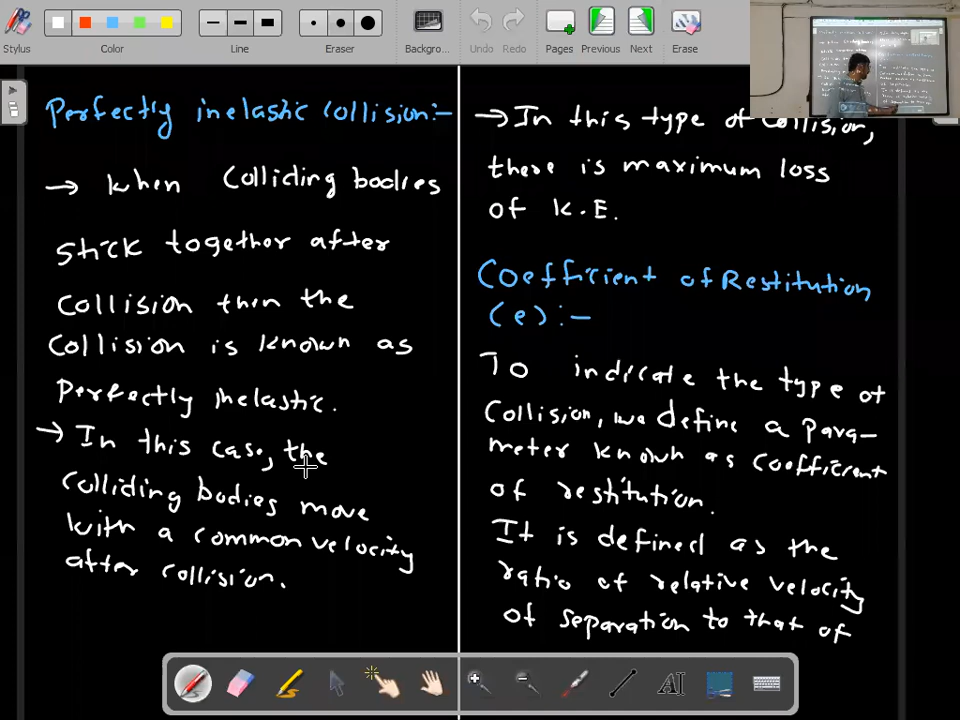 Stylus
Color
Line
Eraser
Backgro...
Undo
Redo
Pages
Previous
Next
Erase
Perfectly inelastic collision:-
→ When Colliding bodies
stick together after
Collision then the
Collision is known as
Perfectly inelastic.
→ In this case, the
Colliding bodies move
with a common velocity
after collision.
→ In this type of Collision,
there is maximum loss
of K.E.
Coefficient of Restitution
(e):-
To indicate the type of
Collision, we define a para-
meter known as coefficient
of restitution.
It is defined as the
ratio of relative velocity
of separation to that of
AI